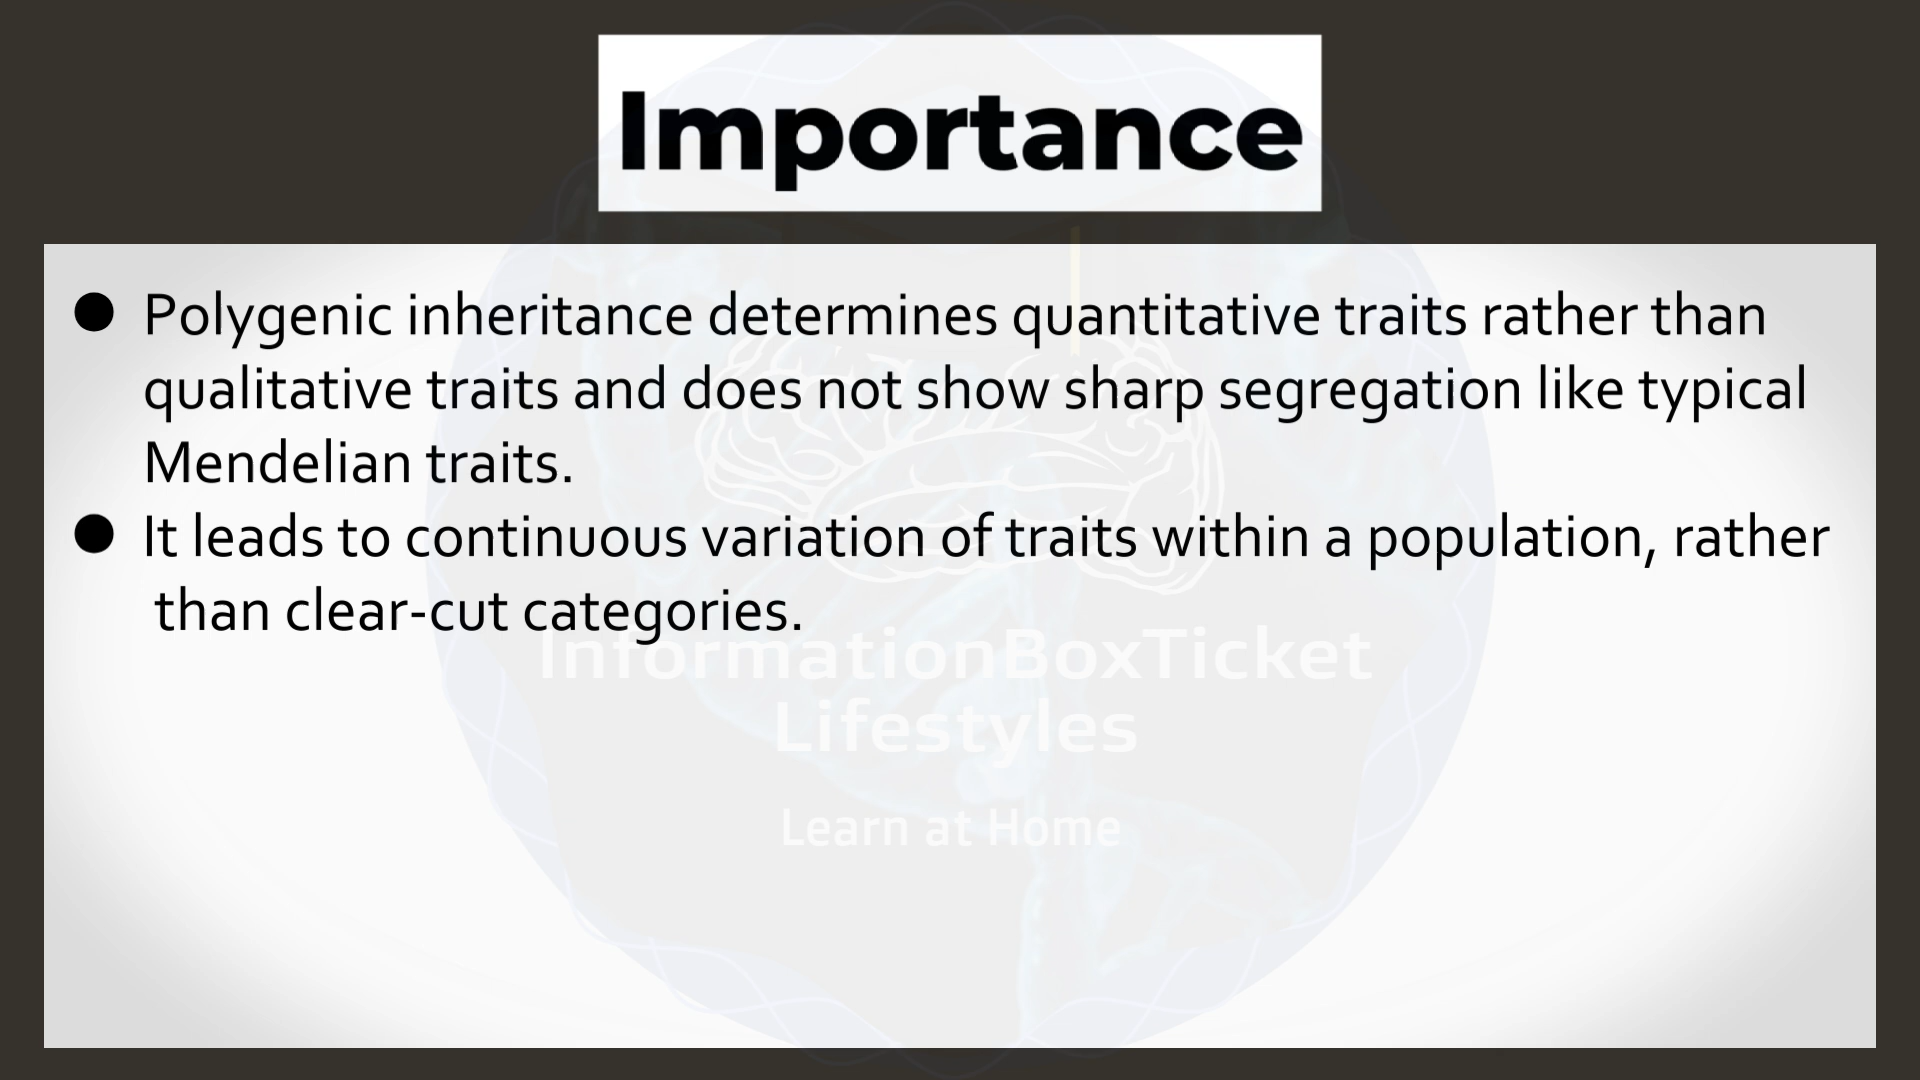 Importance
● Polygenic inheritance determines quantitative traits rather than
qualitative traits and does not show sharp segregation like typical
Mendelian traits.
● It leads to continuous variation of traits within a population, rather
than clear-cut categories.
InformationBoxTicket
Lifestyles
Learn at Home